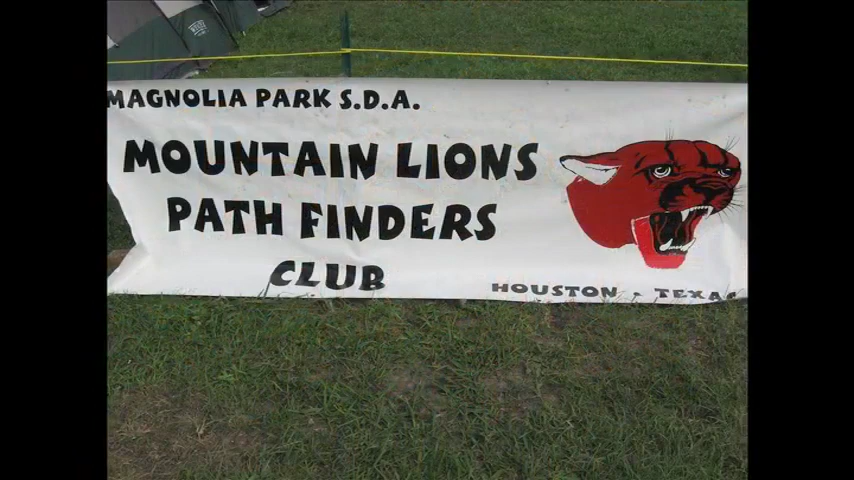 MAGNOLIA PARK S.D.A.
MOUNTAIN LIONS
PATH FINDERS
CLUB
HOUSTON • TEXAS